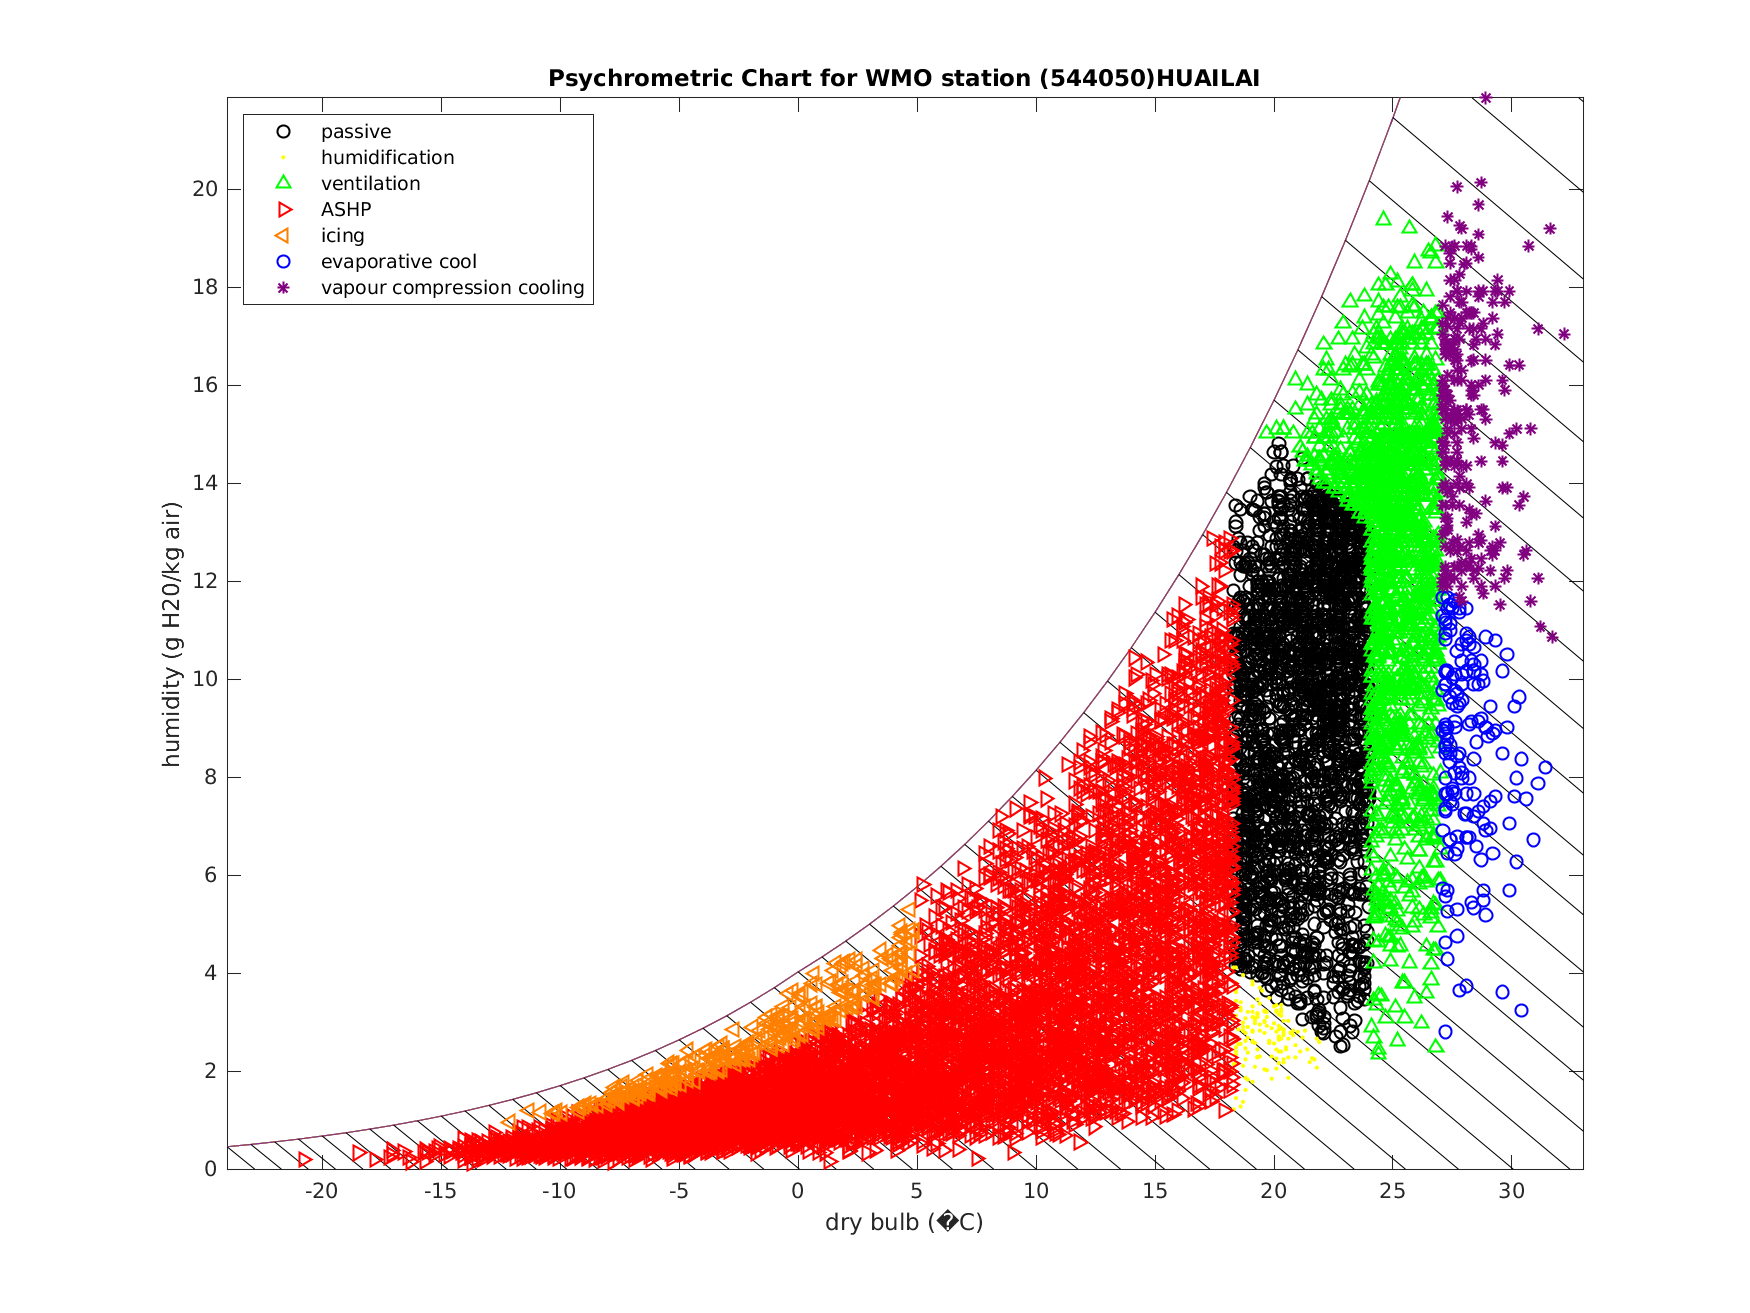 Psychrometric Chart for WMO station (544050)HUAILAI
passive
humidification
ventilation
ASHP
icing
evaporative cool
vapour compression cooling
20
18
16
14
12
10
8
6
4
2
0
humidity (g H20/kg air)
-20 -15 -10 -5 0 5 10 15 20 25 30
dry bulb (�C)